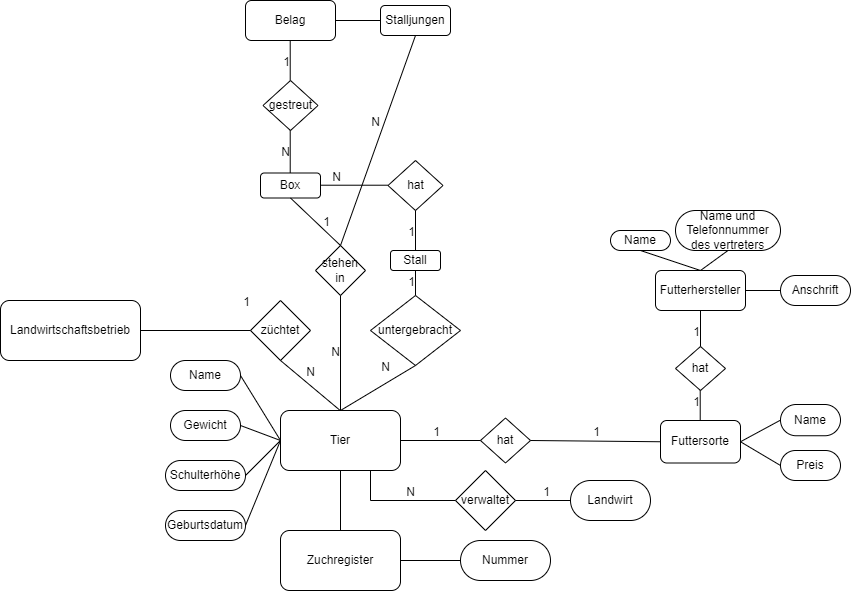 Belag
Stalljungen
1
gestreut
N
N
Box
N
hat
1
1
stehen
in
Stall
1
Name
Name und
Telefonnummer
des vertreters
Futterhersteller
Anschrift
Landwirtschaftsbetrieb
1
züchtet
untergebracht
1
N
N
N
hat
Name
1
Gewicht
Tier
1
hat
1
Futtersorte
Name
Schulterhöhe
Preis
N
verwaltet
1
Landwirt
Geburtsdatum
Zuchregister
Nummer